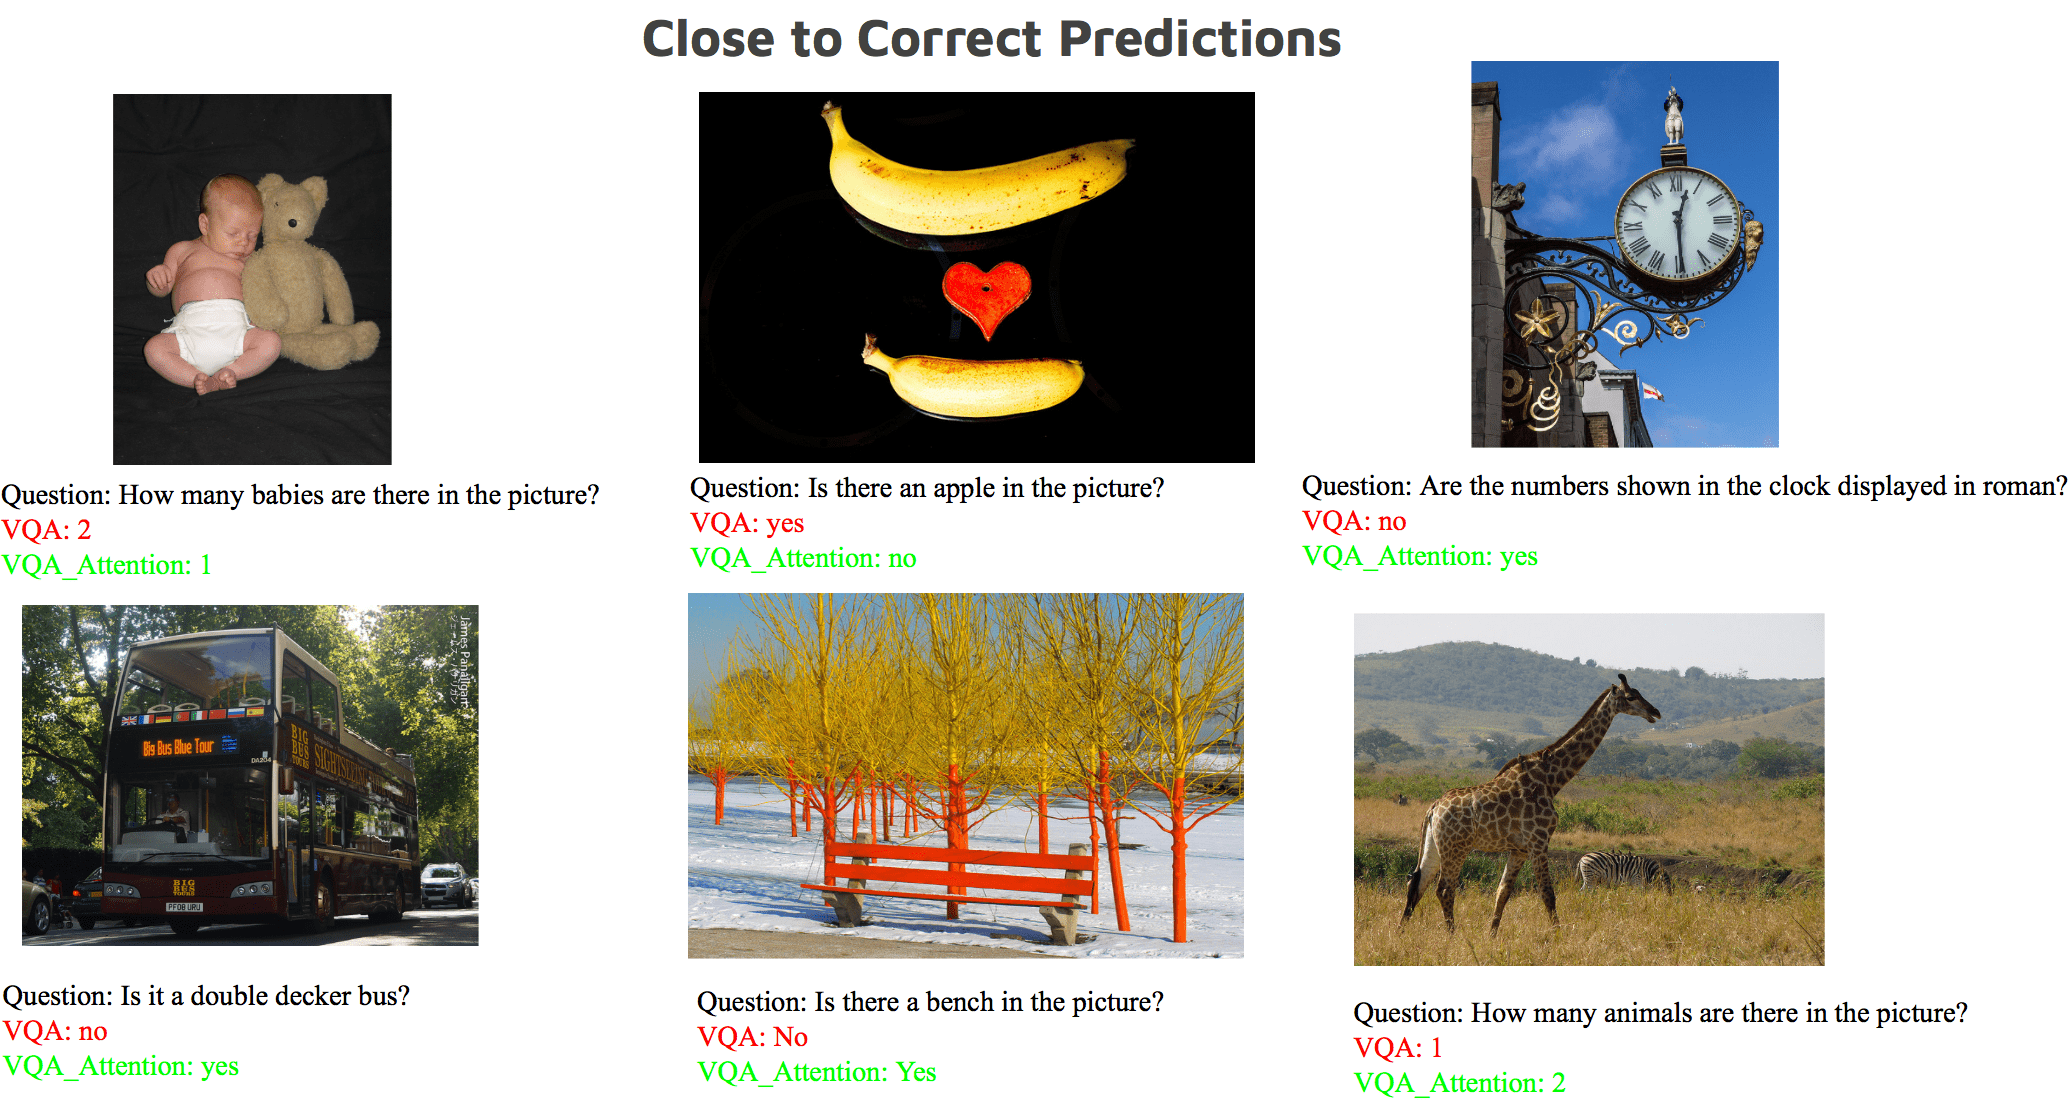 Close to Correct Predictions
Question: How many babies are there in the picture?
VQA: 2
VQA_Attention: 1
Question: Is there an apple in the picture?
VQA: yes
VQA_Attention: no
XII
Question: Are the numbers shown in the clock displayed in roman?
VQA: no
VQA_Attention: yes
James Panaligan
Big Bus Blue Tour
DA204
BIG
BUS
TOURS
SIGHTSEEING
BIG
BUS
TOURS
PF08 URU
Question: Is it a double decker bus?
VQA: no
VQA_Attention: yes
Question: Is there a bench in the picture?
VQA: No
VQA_Attention: Yes
Question: How many animals are there in the picture?
VQA: 1
VQA_Attention: 2